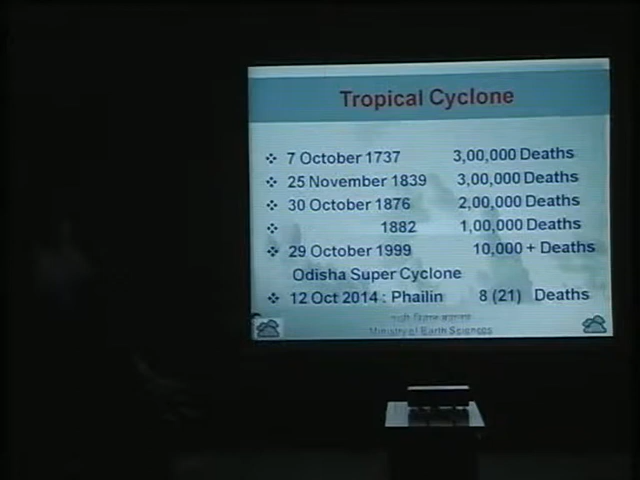 Tropical Cyclone
❖ 7 October 1737 3,00,000 Deaths
❖ 25 November 1839 3,00,000 Deaths
❖ 30 October 1876 2,00,000 Deaths
❖ 1882 1,00,000 Deaths
❖ 29 October 1999 10,000 + Deaths
Odisha Super Cyclone
❖ 12 Oct 2014 : Phailin 8 (21) Deaths
Ministry of Earth Sciences